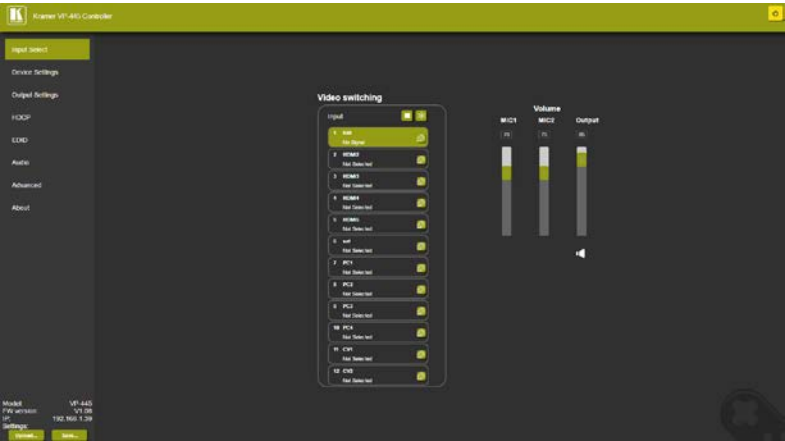 Kramer VP-445 Controller
Input Select
Device Settings
Output Settings
HDCP
EDID
Audio
Advanced
About
Video switching
Input
1
No Signal
2 HDMI2
Not Selected
3 HDMI3
Not Selected
4 HDMI4
Not Selected
5 HDMI5
Not Selected
6
Not Selected
7 PC1
Not Selected
8 PC2
Not Selected
9 PC3
Not Selected
10 PC4
Not Selected
11 CV1
Not Selected
12 CV2
Not Selected
Volume
MIC1 MIC2 Output
Model: VP-445
FW version: V1.06
IP: 192.168.1.39
Settings:
Upload... Save...